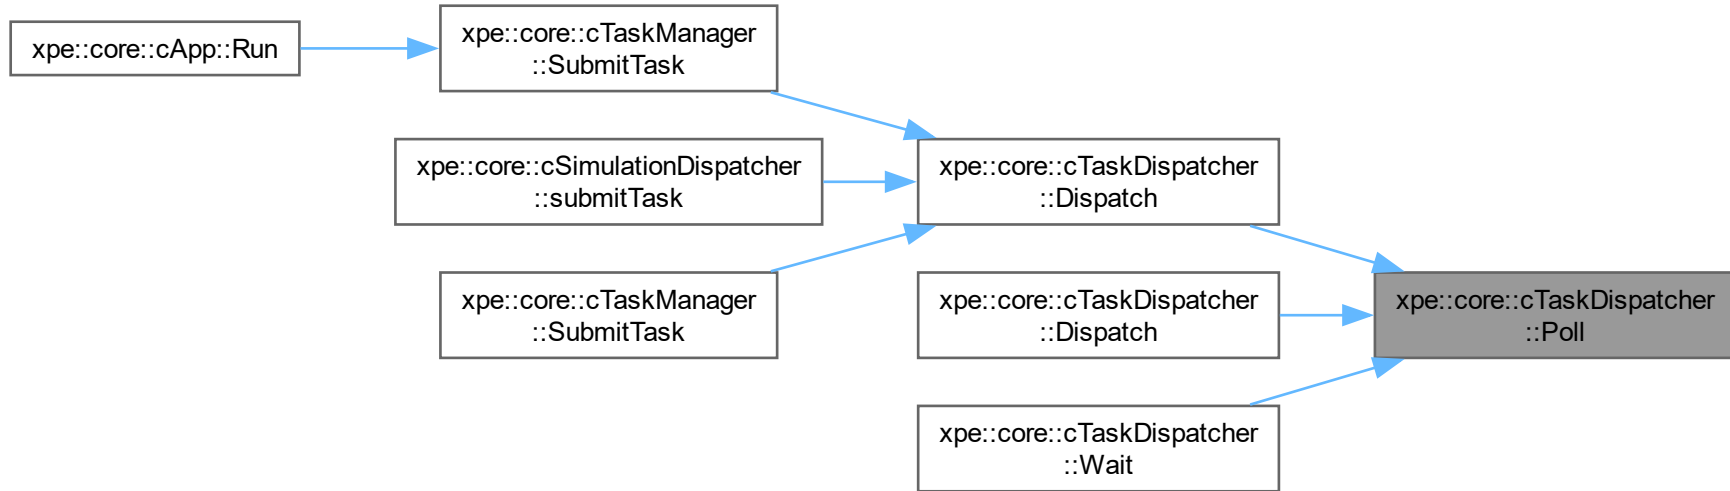 xpe::core::cApp::Run
xpe::core::cTaskManager
::SubmitTask
xpe::core::cSimulationDispatcher
::submitTask
xpe::core::cTaskManager
::SubmitTask
xpe::core::cTaskDispatcher
::Dispatch
xpe::core::cTaskDispatcher
::Dispatch
xpe::core::cTaskDispatcher
::Wait
xpe::core::cTaskDispatcher
::Poll